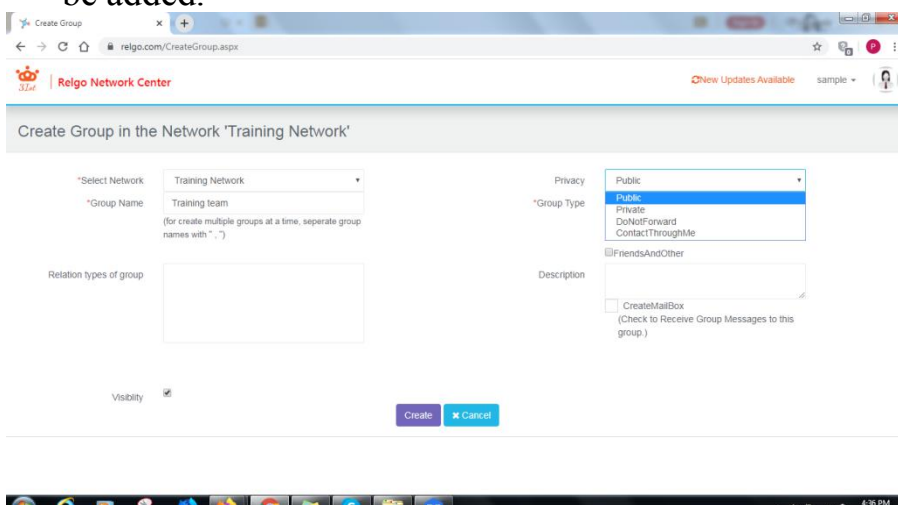 be added.
Create Group
relgo.com/CreateGroup.aspx
P
31st
Relgo Network Center
New Updates Available
sample
Create Group in the Network 'Training Network'
*Select Network
Training Network
Privacy
Public
*Group Name
Training team
*Group Type
Public
Private
DoNotForward
ContactThroughMe
(for create multiple groups at a time, seperate group
names with " , ")
FriendsAndOther
Relation types of group
Description
CreateMailBox
(Check to Receive Group Messages to this
group.)
Visiblity
Create
Cancel
4:36 PM